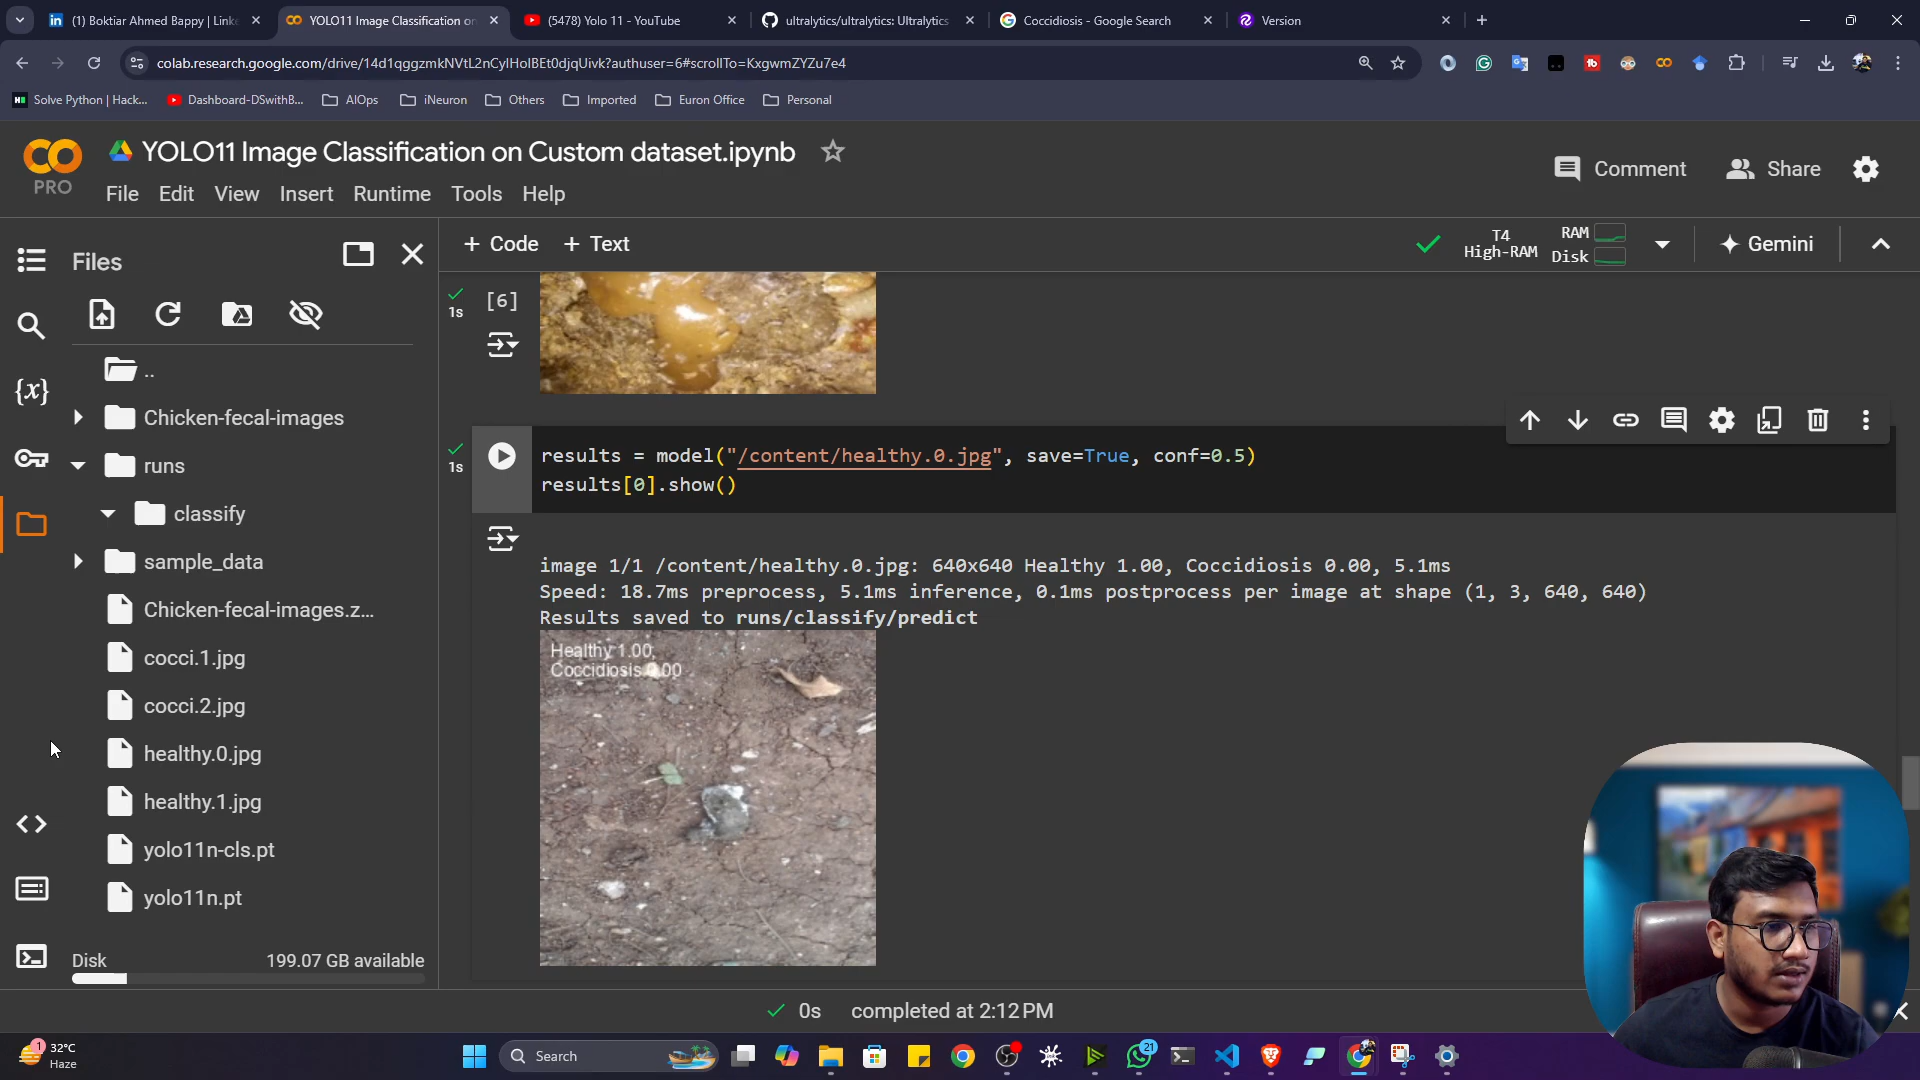 (1) Boktiar Ahmed Bappy | Linke
YOLO11 Image Classification on
(5478) Yolo 11 - YouTube
ultralytics/ultralytics: Ultralytics
Coccidiosis - Google Search
Version
colab.research.google.com/drive/14d1qggzmkNVtL2nCylHolBEt0djqUivk?authuser=6#scrollTo=KxgwmZYZu7e4
Solve Python | Hack...
Dashboard-DSwithB...
AIOps
iNeuron
Others
Imported
Euron Office
Personal
YOLO11 Image Classification on Custom dataset.ipynb
Comment
Share
PRO
File Edit View Insert Runtime Tools Help
Files
+ Code + Text
T4
High-RAM
RAM
Disk
Gemini
[6]
1s
..
Chicken-fecal-images
runs
classify
sample_data
Chicken-fecal-images.z...
cocci.1.jpg
cocci.2.jpg
healthy.0.jpg
healthy.1.jpg
yolo11n-cls.pt
yolo11n.pt
Disk 199.07 GB available
1s
results = model("/content/healthy.0.jpg", save=True, conf=0.5)
results[0].show()
image 1/1 /content/healthy.0.jpg: 640x640 Healthy 1.00, Coccidiosis 0.00, 5.1ms
Speed: 18.7ms preprocess, 5.1ms inference, 0.1ms postprocess per image at shape (1, 3, 640, 640)
Results saved to runs/classify/predict
Healthy 1.00,
Coccidiosis 0.00
0s completed at 2:12 PM
1
32°C
Haze
Search
21